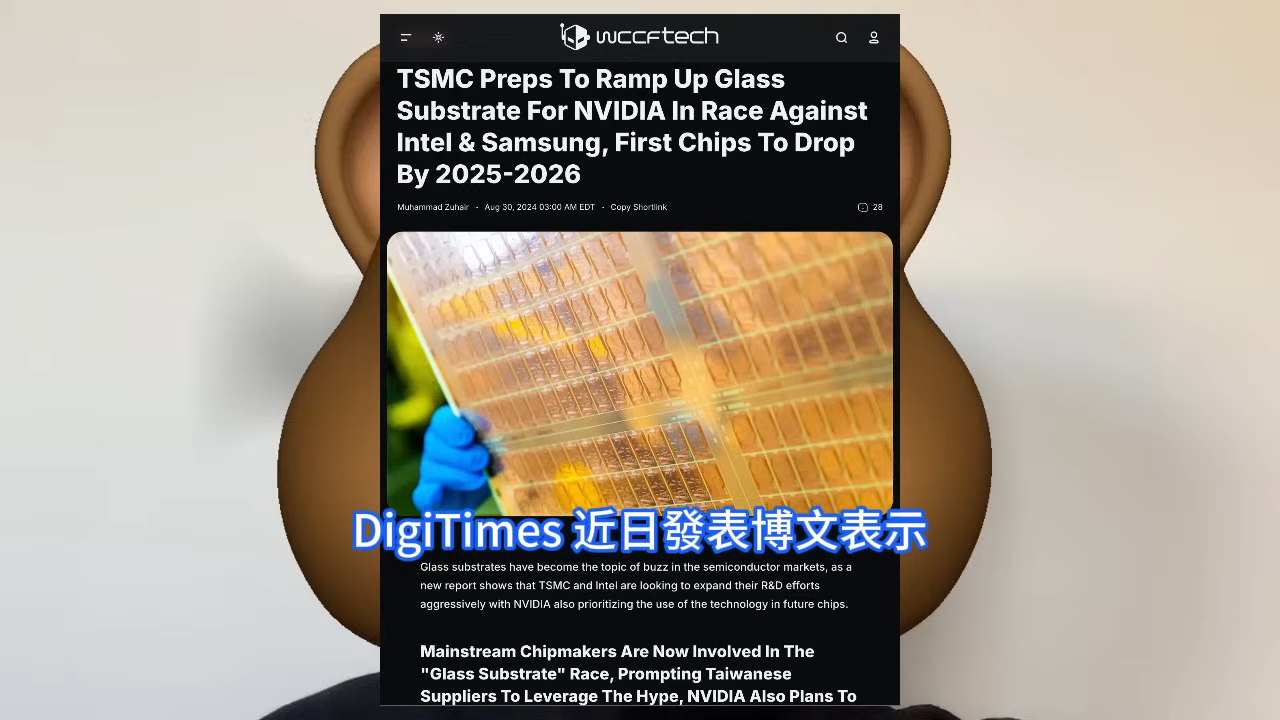 wccftech
TSMC Preps To Ramp Up Glass
Substrate For NVIDIA In Race Against
Intel & Samsung, First Chips To Drop
By 2025-2026
Muhammad Zuhair • Aug 30, 2024 03:00 AM EDT • Copy Shortlink
28
DigiTimes 近日發表博文表示
Glass substrates have become the topic of buzz in the semiconductor markets, as a
new report shows that TSMC and Intel are looking to expand their R&D efforts
aggressively with NVIDIA also prioritizing the use of the technology in future chips.
Mainstream Chipmakers Are Now Involved In The
"Glass Substrate" Race, Prompting Taiwanese
Suppliers To Leverage The Hype, NVIDIA Also Plans To